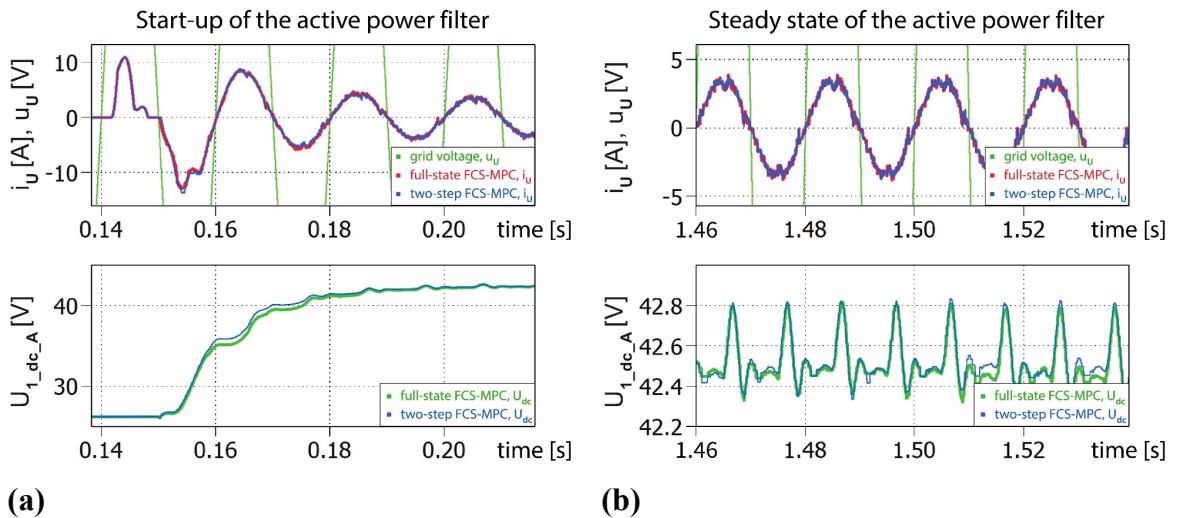 Start-up of the active power filter
Steady state of the active power filter
i_U [A], u_U [V]
10
0
-10
grid voltage, u_U
full-state FCS-MPC, i_U
two-step FCS-MPC, i_U
0.14 0.16 0.18 0.20 time [s]
i_U [A], u_U [V]
5
0
-5
grid voltage, u_U
full-state FCS-MPC, i_U
two-step FCS-MPC, i_U
1.46 1.48 1.50 1.52 time [s]
U_1_dc_A [V]
40
30
full-state FCS-MPC, U_dc
two-step FCS-MPC, U_dc
0.14 0.16 0.18 0.20 time [s]
U_1_dc_A [V]
42.8
42.6
42.4
42.2
full-state FCS-MPC, U_dc
two-step FCS-MPC, U_dc
1.46 1.48 1.50 1.52 time [s]
(a)
(b)